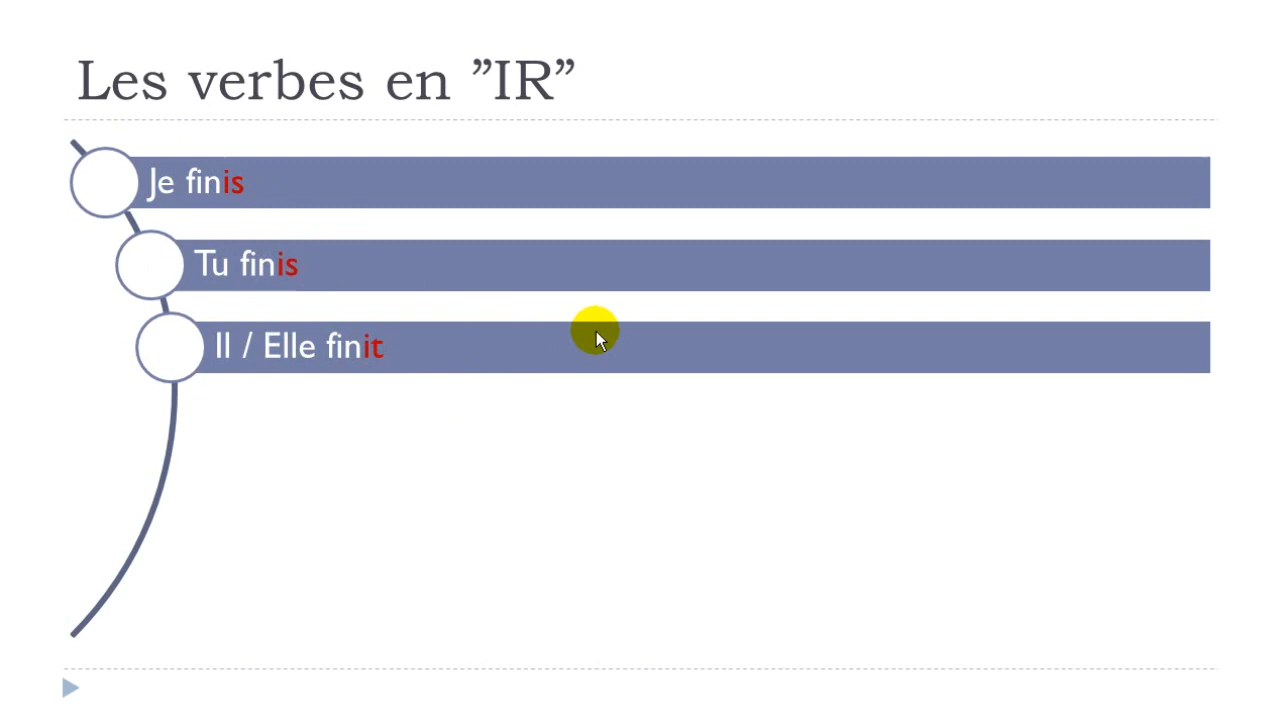 Les verbes en ”IR”
Je finis
Tu finis
Il / Elle finit